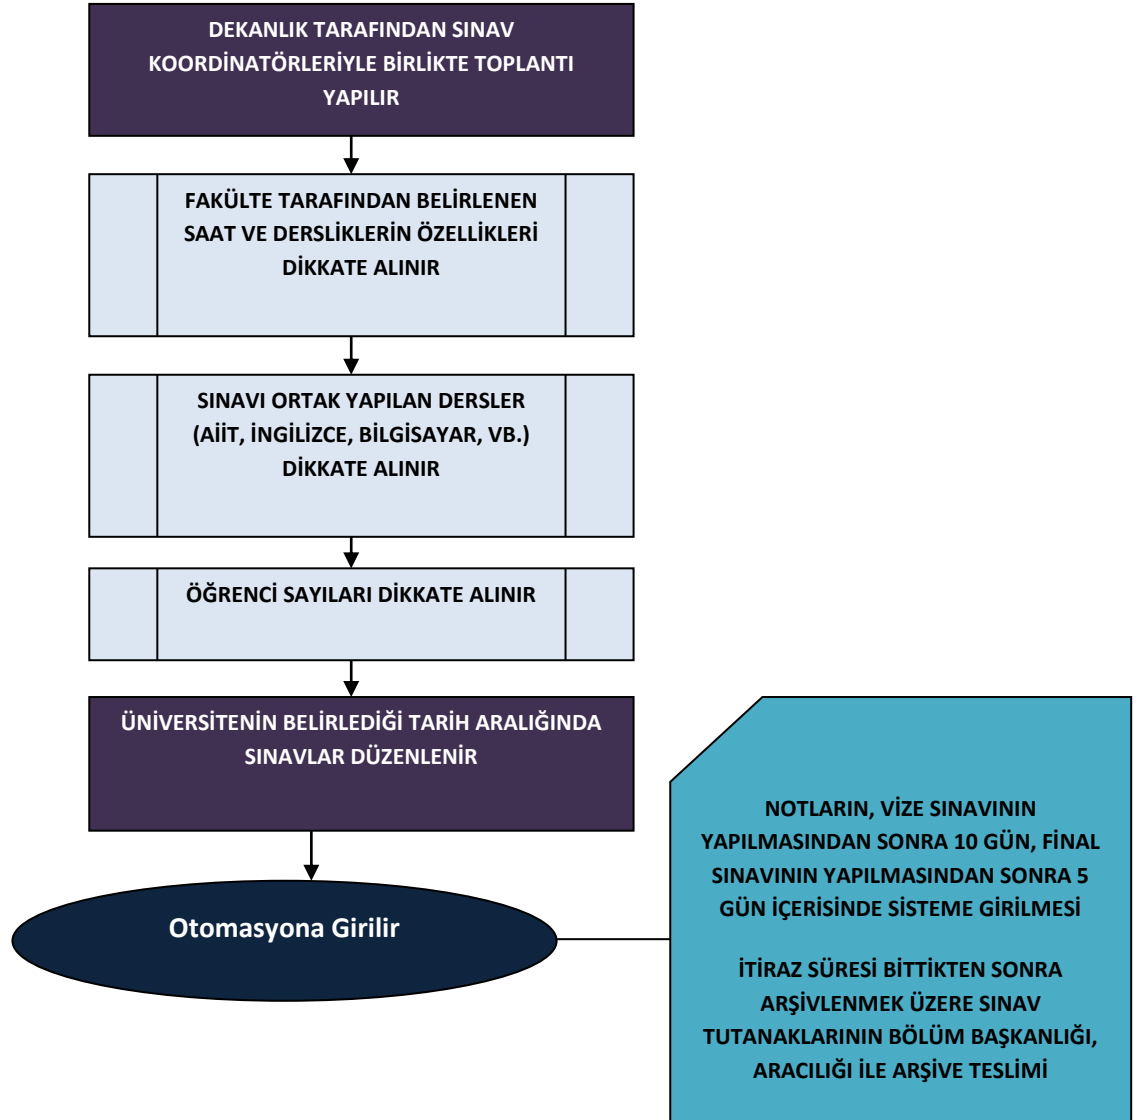 DEKANLIK TARAFINDAN SINAV
KOORDİNATÖRLERİYLE BİRLİKTE TOPLANTI
YAPILIR
FAKÜLTE TARAFINDAN BELİRLENEN
SAAT VE DERSLİKLERİN ÖZELLİKLERİ
DİKKATE ALINIR
SINAVI ORTAK YAPILAN DERSLER
(AİİT, İNGİLİZCE, BİLGİSAYAR, VB.)
DİKKATE ALINIR
ÖĞRENCİ SAYILARI DİKKATE ALINIR
ÜNİVERSİTENİN BELİRLEDİĞİ TARİH ARALIĞINDA
SINAVLAR DÜZENLENİR
Otomasyona Girilir
NOTLARIN, VİZE SINAVININ
YAPILMASINDAN SONRA 10 GÜN, FİNAL
SINAVININ YAPILMASINDAN SONRA 5
GÜN İÇERİSİNDE SİSTEME GİRİLMESİ
İTİRAZ SÜRESİ BİTTİKTEN SONRA
ARŞİVLENMEK ÜZERE SINAV
TUTANAKLARININ BÖLÜM BAŞKANLIĞI,
ARACILIĞI İLE ARŞİVE TESLİMİ